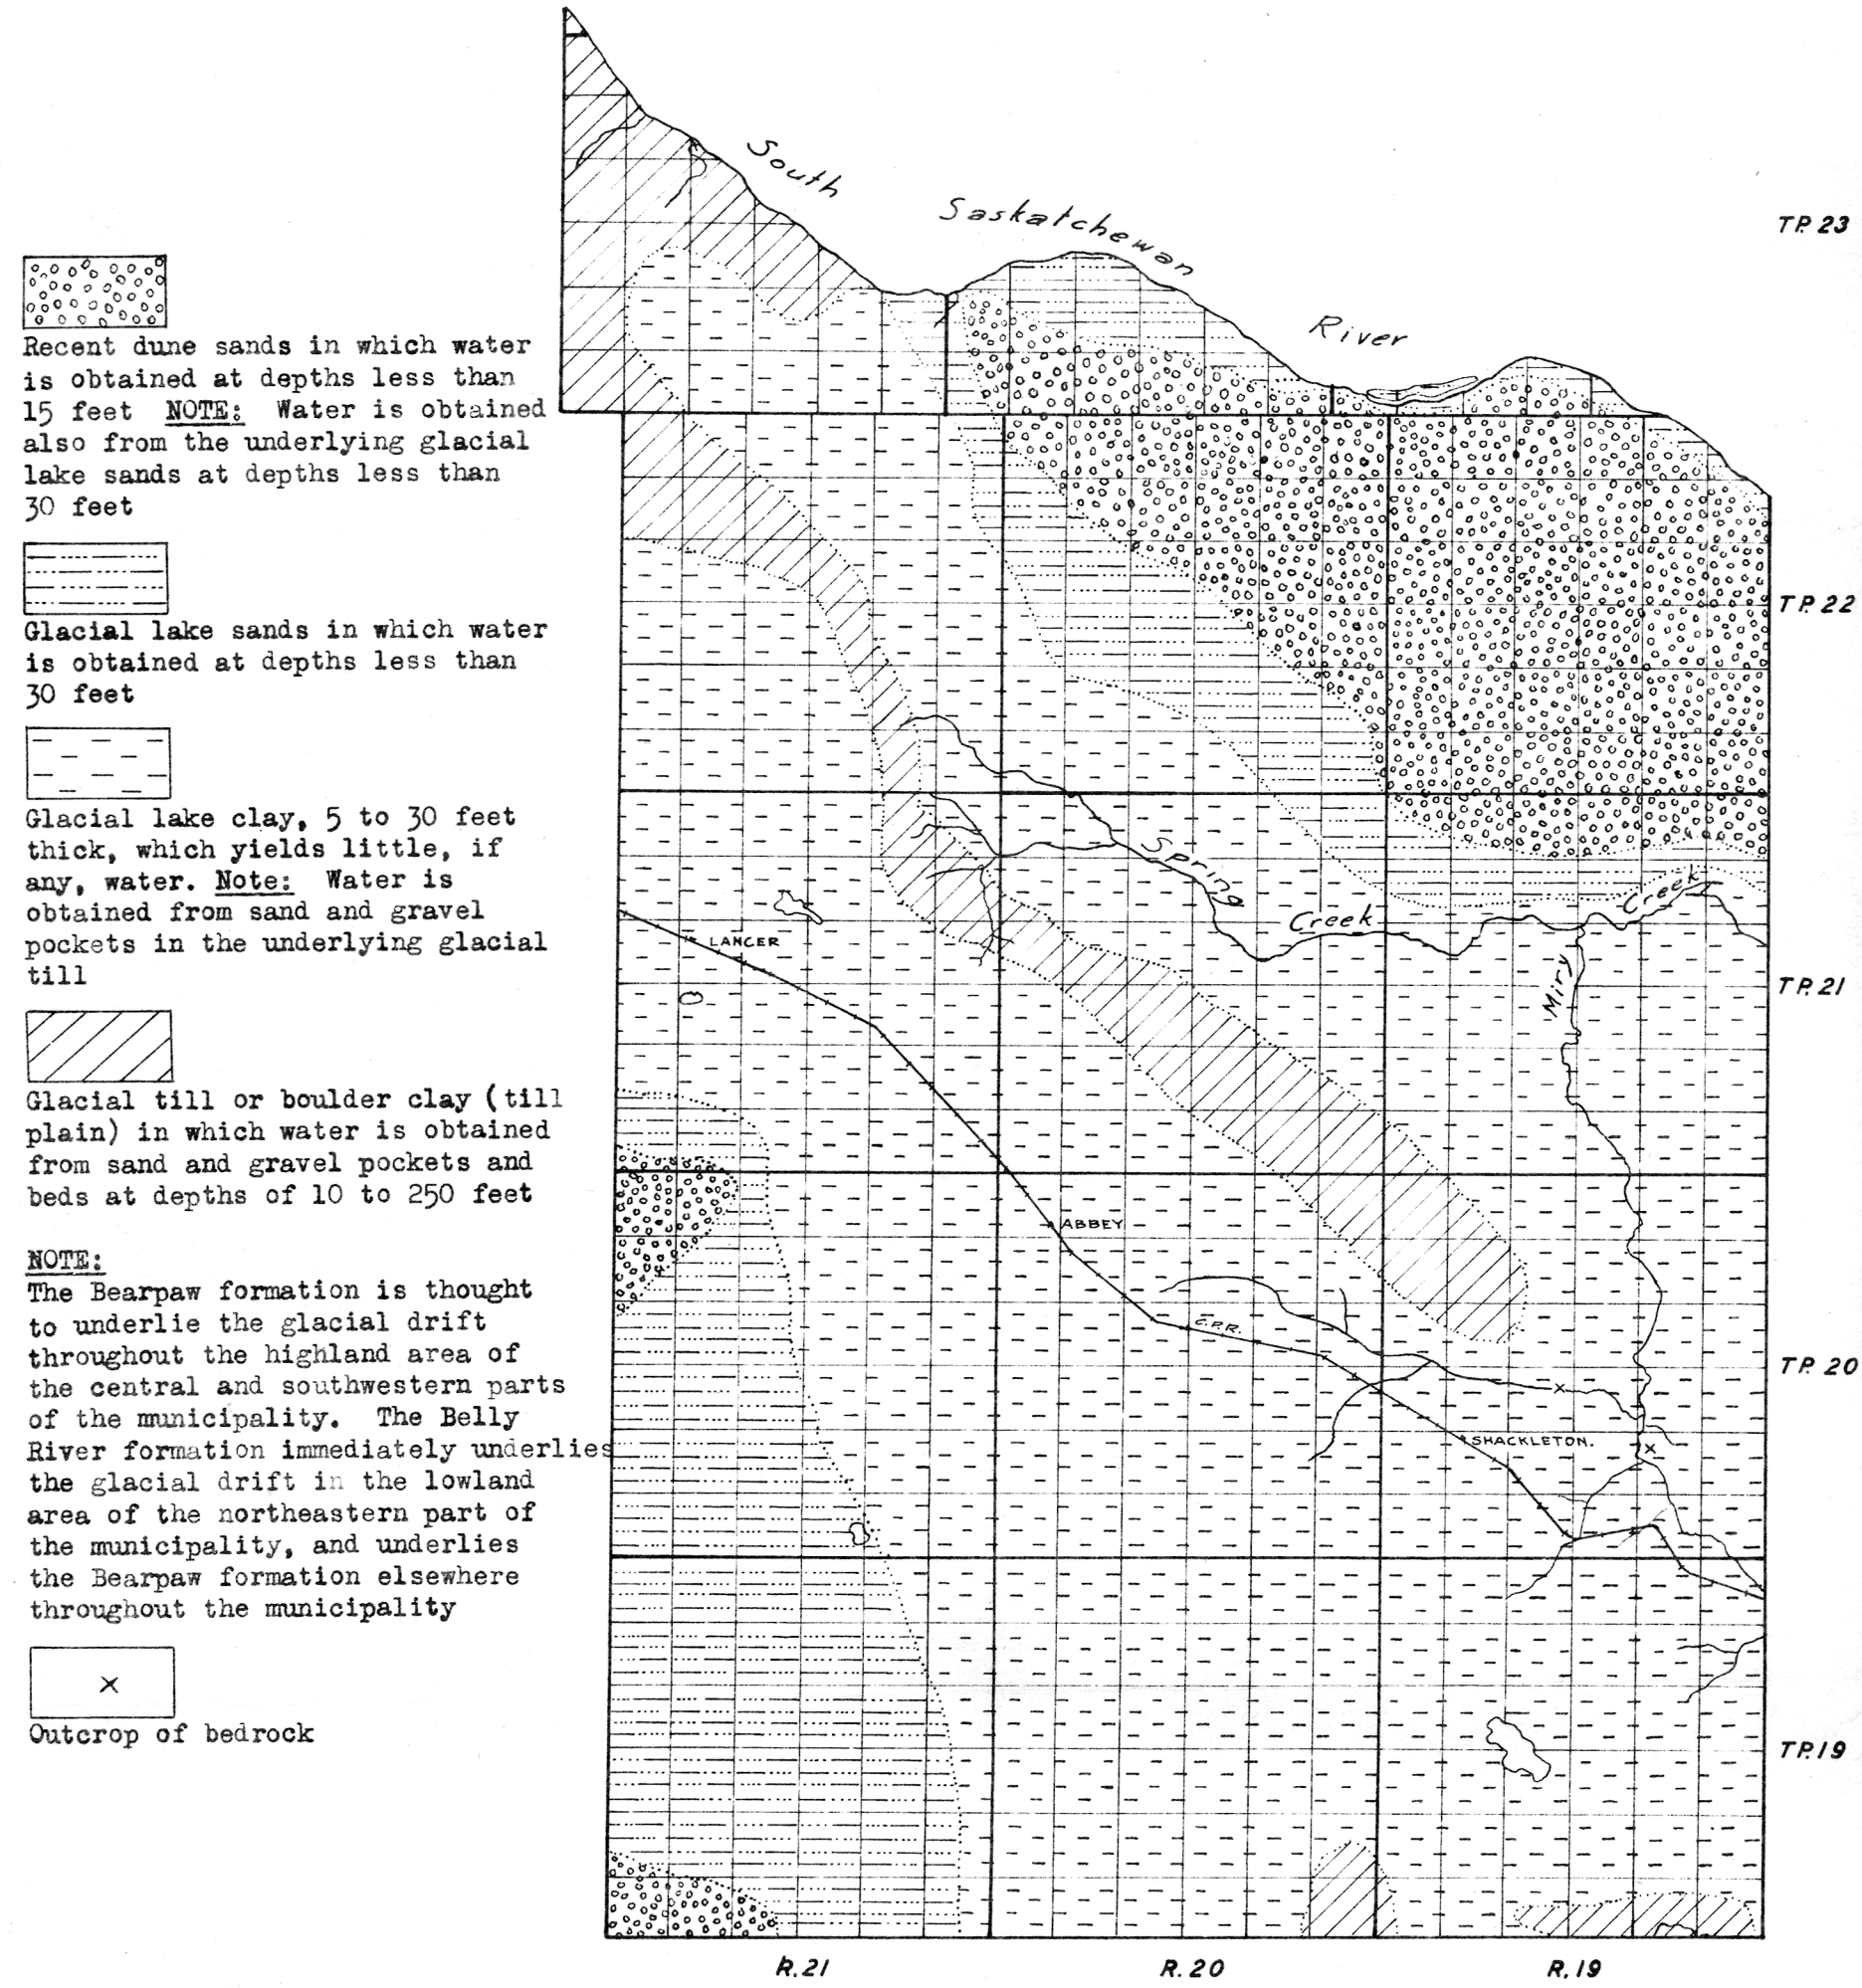 Recent dune sands in which water
is obtained at depths less than
15 feet NOTE: Water is obtained
also from the underlying glacial
lake sands at depths less than
30 feet
Glacial lake sands in which water
is obtained at depths less than
30 feet
Glacial lake clay, 5 to 30 feet
thick, which yields little, if
any, water. Note: Water is
obtained from sand and gravel
pockets in the underlying glacial
till
Glacial till or boulder clay (till
plain) in which water is obtained
from sand and gravel pockets and
beds at depths of 10 to 250 feet
NOTE:
The Bearpaw formation is thought
to underlie the glacial drift
throughout the highland area of
the central and southwestern parts
of the municipality. The Belly
River formation immediately underlies
the glacial drift in the lowland
area of the northeastern part of
the municipality, and underlies
the Bearpaw formation elsewhere
throughout the municipality
Outcrop of bedrock
South
Saskatchewan
River
TP. 23
TP. 22
Spring
Creek
Creek
LANCER
Miry
TP. 21
ABBEY
C.P.R.
TP. 20
SHACKLETON.
TP. 19
R. 21
R. 20
R. 19